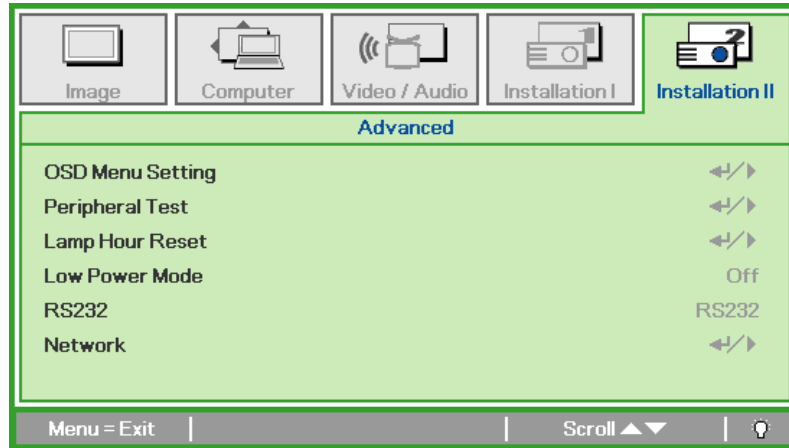 Image Computer Video / Audio Installation I Installation II
Advanced
OSD Menu Setting
Peripheral Test
Lamp Hour Reset
Low Power Mode Off
RS232 RS232
Network
Menu = Exit Scroll